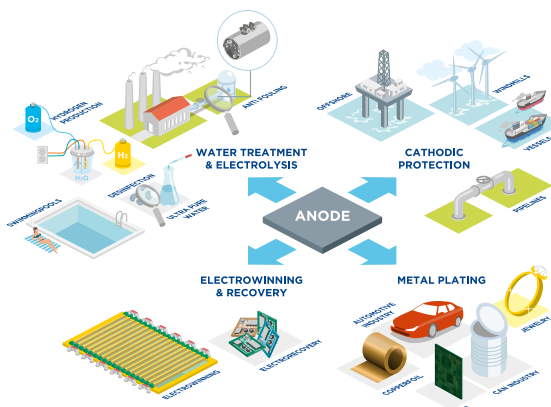 HYDROGEN
PRODUCTION
ANTI FOULING
O2
H2
H2O
DESINFECTION
ULTRA PURE
WATER
SWIMMINGPOOLS
WATER TREATMENT
& ELECTROLYSIS
OFFSHORE
WINDMILLS
VESSELS
CATHODIC
PROTECTION
PIPELINES
ANODE
ELECTROWINNING
& RECOVERY
ELECTROWINNING
ELECTRORECOVERY
METAL PLATING
AUTOMOTIVE
INDUSTRY
JEWELRY
COPPERFOIL
CAN INDUSTRY